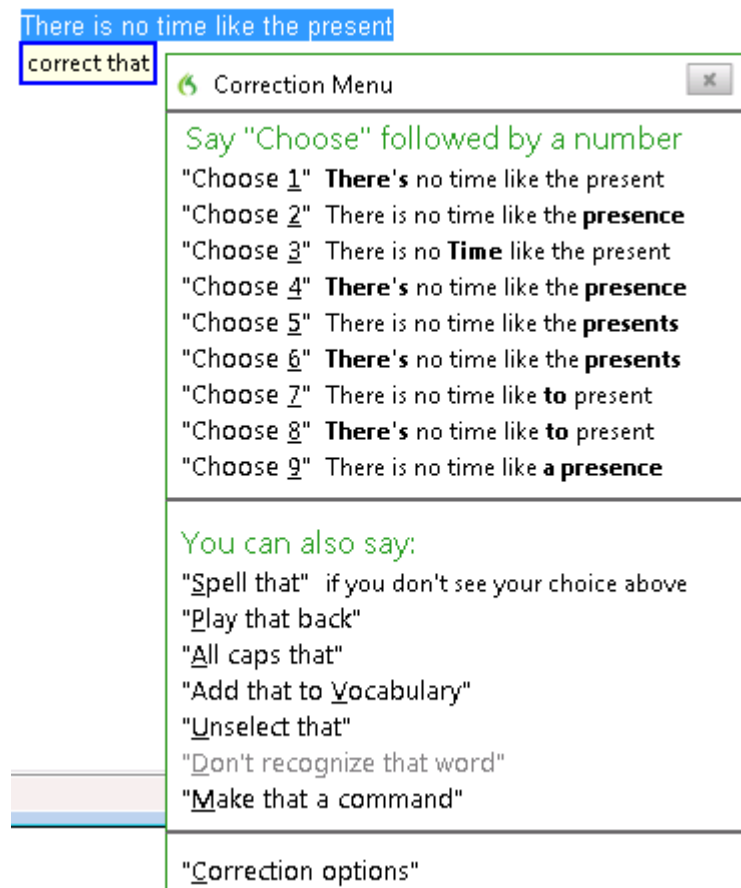 There is no time like the present
correct that
Correction Menu
Say "Choose" followed by a number
"Choose 1" There's no time like the present
"Choose 2" There is no time like the presence
"Choose 3" There is no Time like the present
"Choose 4" There's no time like the presence
"Choose 5" There is no time like the presents
"Choose 6" There's no time like the presents
"Choose 7" There is no time like to present
"Choose 8" There's no time like to present
"Choose 9" There is no time like a presence
You can also say:
"Spell that" if you don't see your choice above
"Play that back"
"All caps that"
"Add that to Vocabulary"
"Unselect that"
"Don't recognize that word"
"Make that a command"
"Correction options"